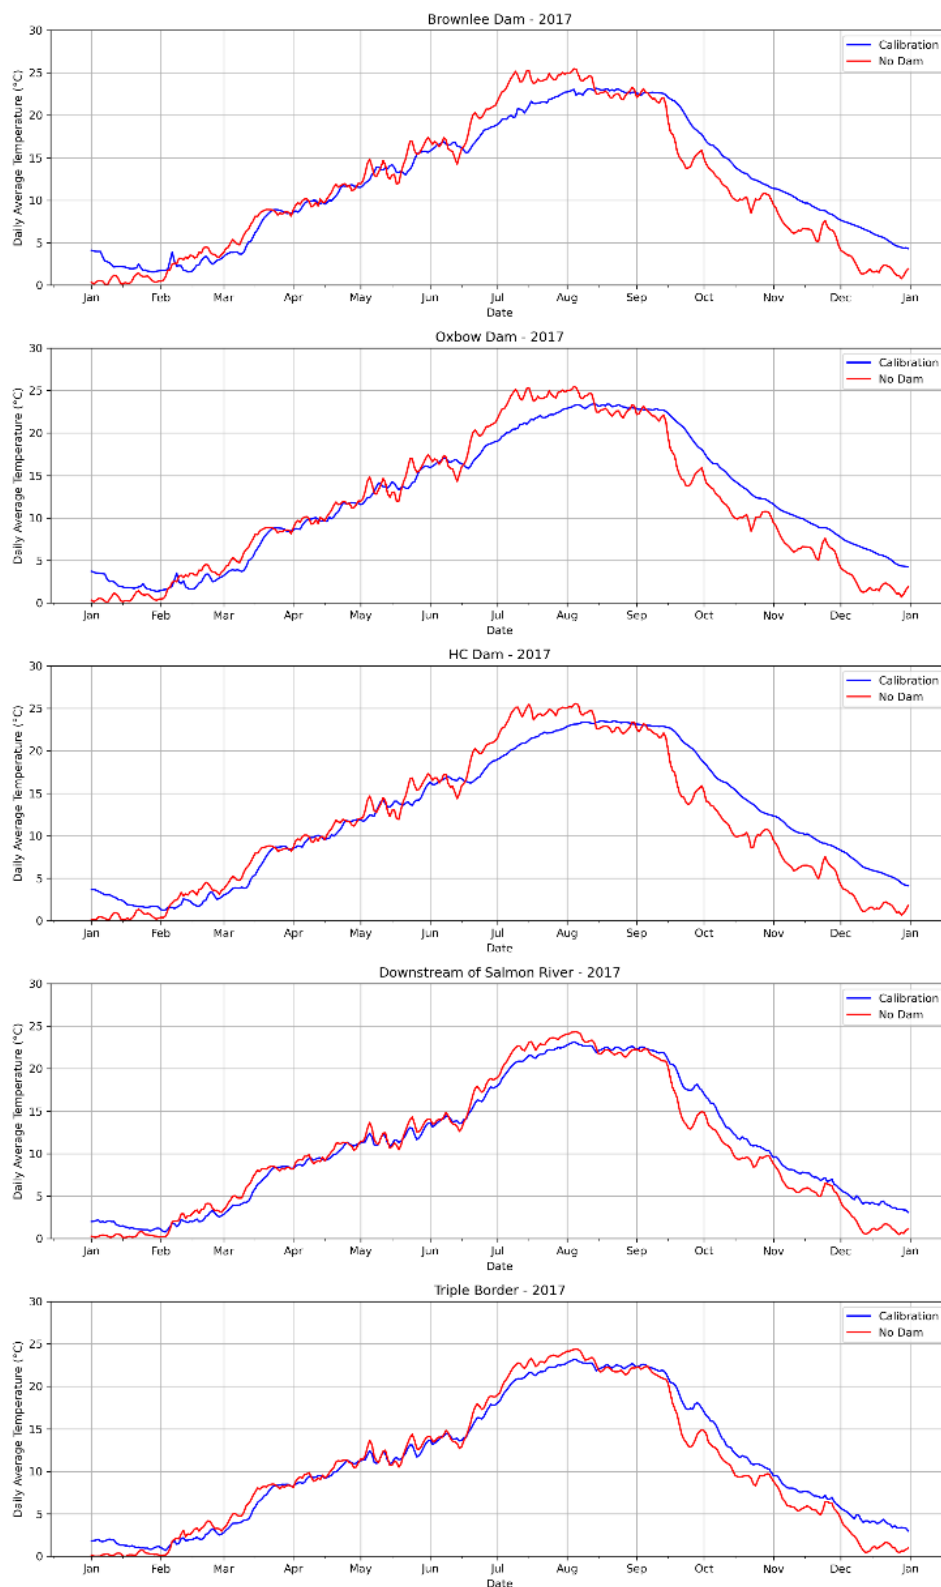 Brownlee Dam - 2017
Daily Average Temperature (°C)
30
25
20
15
10
5
0
Calibration
No Dam
Jan Feb Mar Apr May Jun Jul Aug Sep Oct Nov Dec Jan
Date
Oxbow Dam - 2017
Daily Average Temperature (°C)
30
25
20
15
10
5
0
Calibration
No Dam
Jan Feb Mar Apr May Jun Jul Aug Sep Oct Nov Dec Jan
Date
HC Dam - 2017
Daily Average Temperature (°C)
30
25
20
15
10
5
0
Calibration
No Dam
Jan Feb Mar Apr May Jun Jul Aug Sep Oct Nov Dec Jan
Date
Downstream of Salmon River - 2017
Daily Average Temperature (°C)
30
25
20
15
10
5
0
Calibration
No Dam
Jan Feb Mar Apr May Jun Jul Aug Sep Oct Nov Dec Jan
Date
Triple Border - 2017
Daily Average Temperature (°C)
30
25
20
15
10
5
0
Calibration
No Dam
Jan Feb Mar Apr May Jun Jul Aug Sep Oct Nov Dec Jan
Date